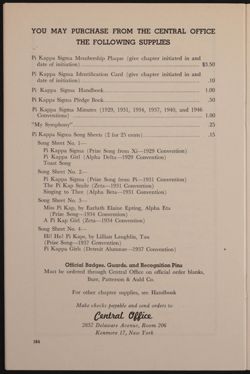 YOU MAY PURCHASE FROM THE CENTRAL OFFICE
THE FOLLOWING SUPPLIES
Pi Kappa Sigma Membership Plaque (give chapter initiated in and
date of initiation) $3.50
Pi Kappa Sigma Identification Card (give chapter initiated in and
date of initiation) .10
Pi Kappa Sigma Handbook 1.00
Pi Kappa Sigma Pledge Book .50
Pi Kappa Sigma Minutes (1929, 1931, 1934, 1937, 1940, and 1946
Conventions) 1.00
"My Symphony" .25
Pi Kappa Sigma Song Sheets (2 for 25 cents) .15
Song Sheet No. 1—
Pi Kappa Sigma (Prize Song from Xi—1929 Convention)
Pi Kappa Girl (Alpha Delta—1929 Convention)
Toast Song
Song Sheet No. 2—
Pi Kappa Sigma (Prize Song from Pi—1931 Convention)
The Pi Kap Smile (Zeta—1931 Convention)
Singing to Thee (Alpha Beta—1931 Convention)
Song Sheet No. 3—
Miss Pi Kap, by Earlath Elaine Epting, Alpha Eta
(Prize Song—1934 Convention)
A Pi Kap Girl (Zeta—1934 Convention)
Song Sheet No. 4—
Hi! Ho! Pi Kaps, by Lillian Laughlin, Tau
(Prize Song—1937 Convention)
Pi Kappa Girls (Detroit Alumnae—1937 Convention)
Official Badges, Guards, and Recognition Pins
Must be ordered through Central Office on official order blanks,
Burr, Patterson & Auld Co.
For other chapter supplies, see Handbook
Make checks payable and send orders to
Central Office
2037 Delaware Avenue, Room 206
Kenmore 17, New York